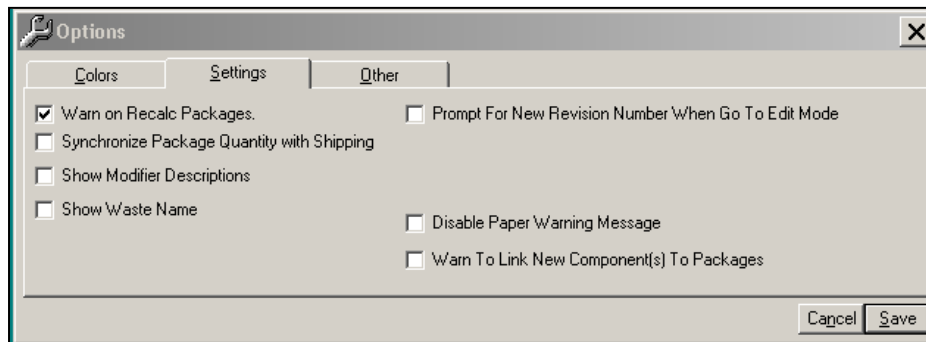 Options
Colors
Settings
Other
Warn on Recalc Packages.
Synchronize Package Quantity with Shipping
Show Modifier Descriptions
Show Waste Name
Prompt For New Revision Number When Go To Edit Mode
Disable Paper Warning Message
Warn To Link New Component(s) To Packages
Cancel
Save